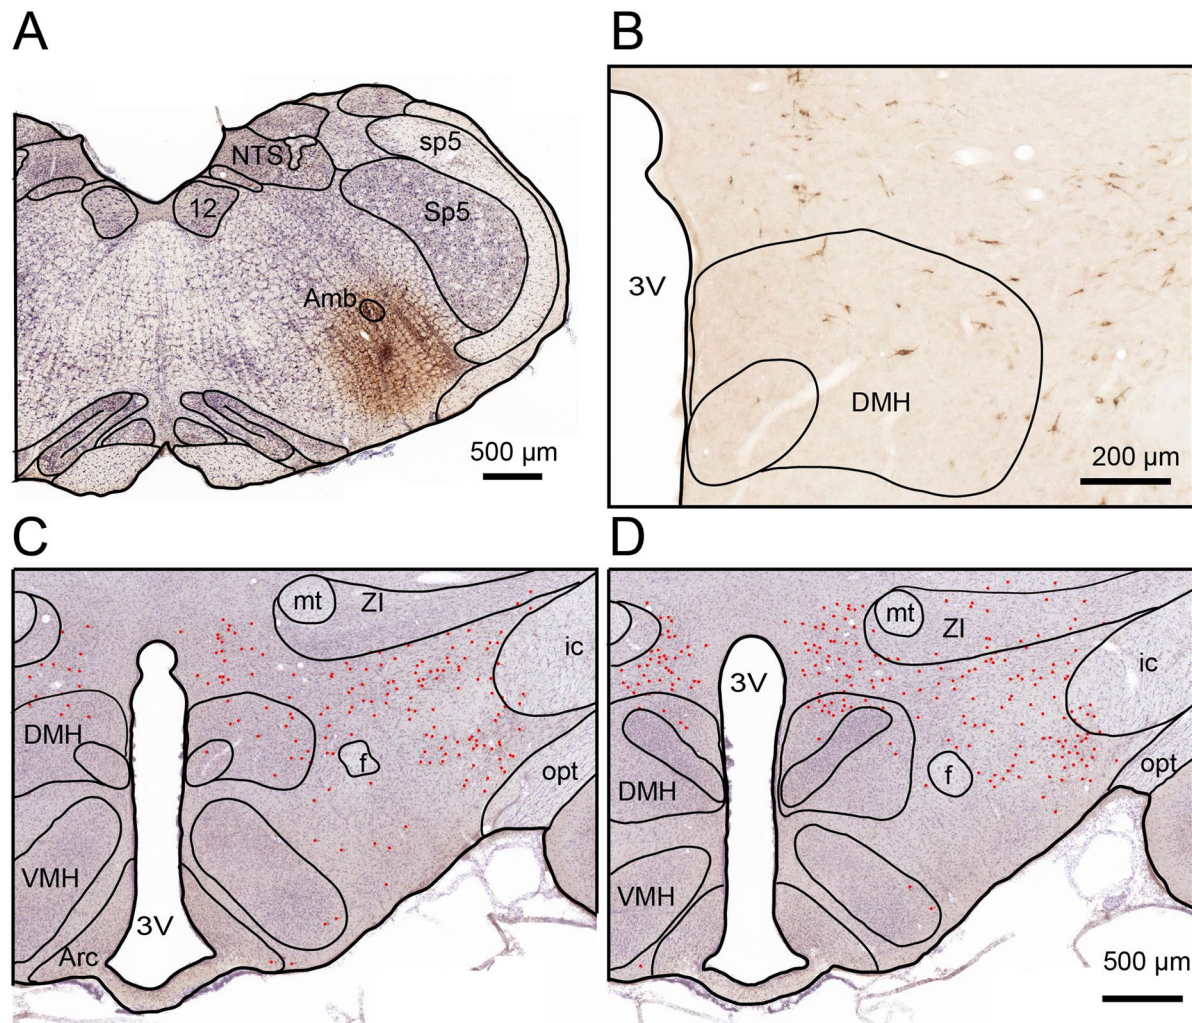 A
NTS
sp5
12
Sp5
Amb
500 µm
B
3V
DMH
200 µm
C
mt
ZI
ic
DMH
f
opt
VMH
3V
Arc
D
mt
ZI
3V
ic
DMH
f
opt
VMH
500 µm